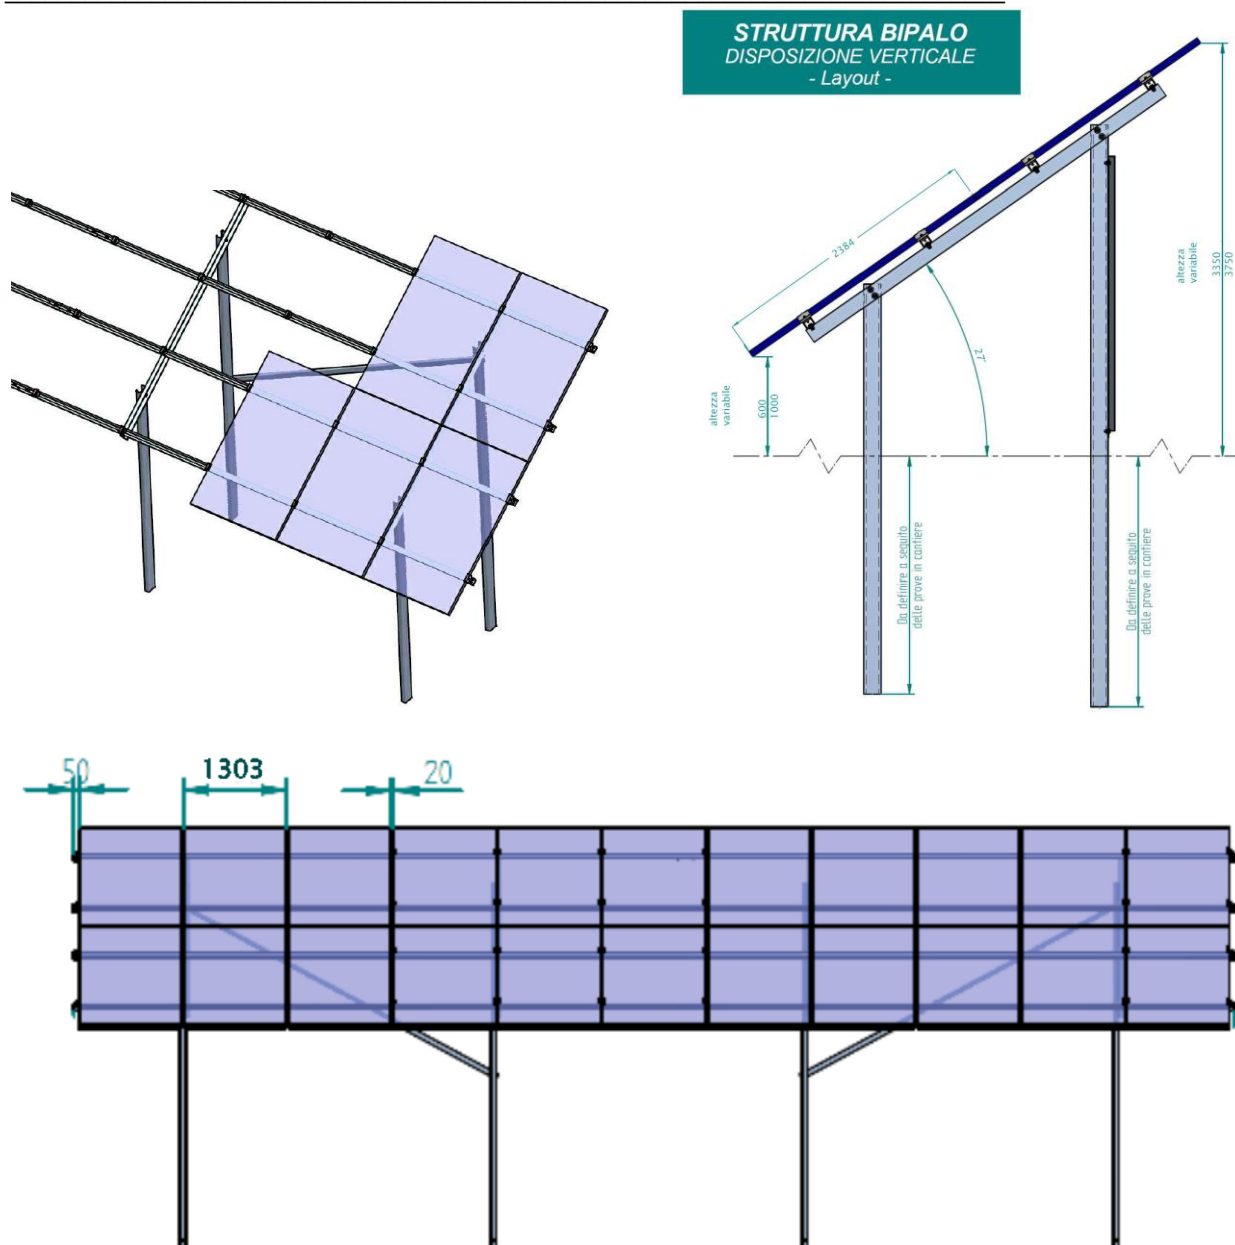 STRUTTURA BIPALO
DISPOSIZIONE VERTICALE
- Layout -
2384
27°
altezza
variabile
600
1000
altezza
variabile
3350
3750
Da definire a seguito
delle prove in cantiere
Da definire a seguito
delle prove in cantiere
50
1303
20